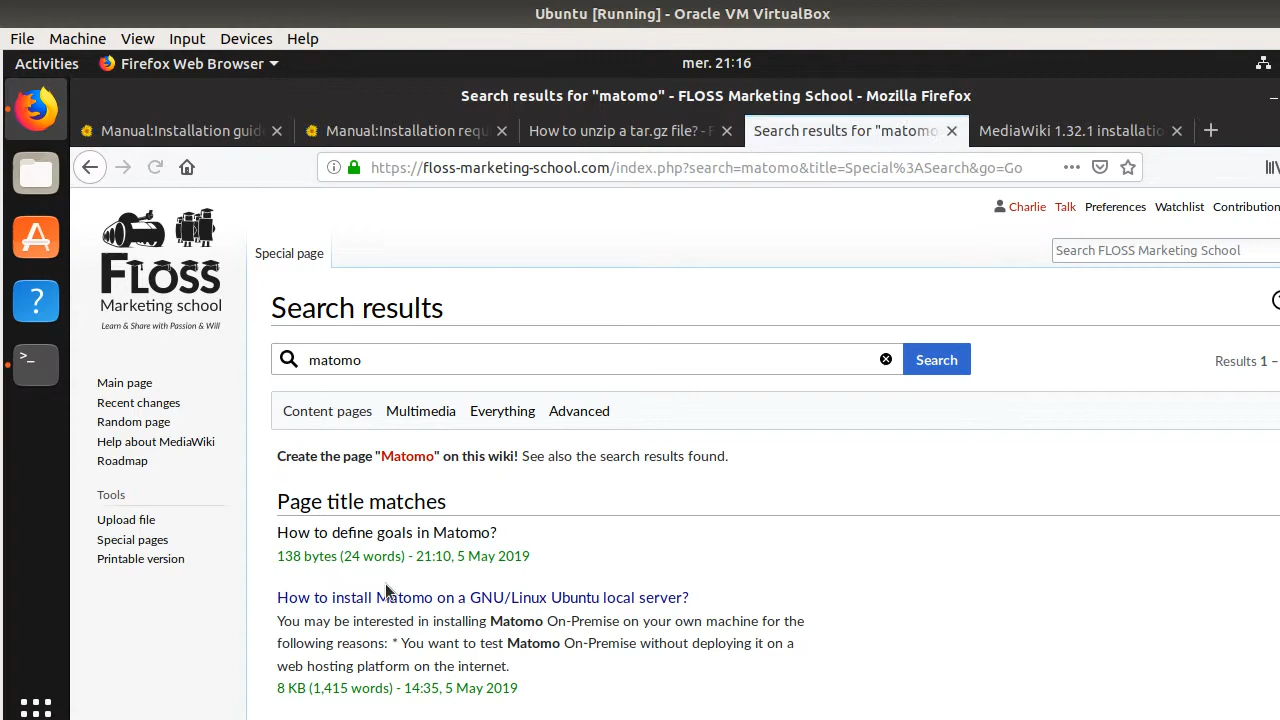 Ubuntu [Running] - Oracle VM VirtualBox
File Machine View Input Devices Help
Activities Firefox Web Browser mer. 21:16
Search results for "matomo" - FLOSS Marketing School - Mozilla Firefox
Manual:Installation guid Manual:Installation req How to unzip a tar.gz file? - F Search results for "matomo MediaWiki 1.32.1 installatio
https://floss-marketing-school.com/index.php?search=matomo&title=Special%3ASearch&go=Go
Charlie Talk Preferences Watchlist Contribution
Special page
Search FLOSS Marketing School
FLOSS
Marketing school
Learn & Share with Passion & Will
Search results
matomo
Search
Results 1 –
Content pages Multimedia Everything Advanced
Main page
Recent changes
Random page
Help about MediaWiki
Roadmap
Tools
Upload file
Special pages
Printable version
Create the page "Matomo" on this wiki! See also the search results found.
Page title matches
How to define goals in Matomo?
138 bytes (24 words) - 21:10, 5 May 2019
How to install Matomo on a GNU/Linux Ubuntu local server?
You may be interested in installing Matomo On-Premise on your own machine for the
following reasons: * You want to test Matomo On-Premise without deploying it on a
web hosting platform on the internet.
8 KB (1,415 words) - 14:35, 5 May 2019